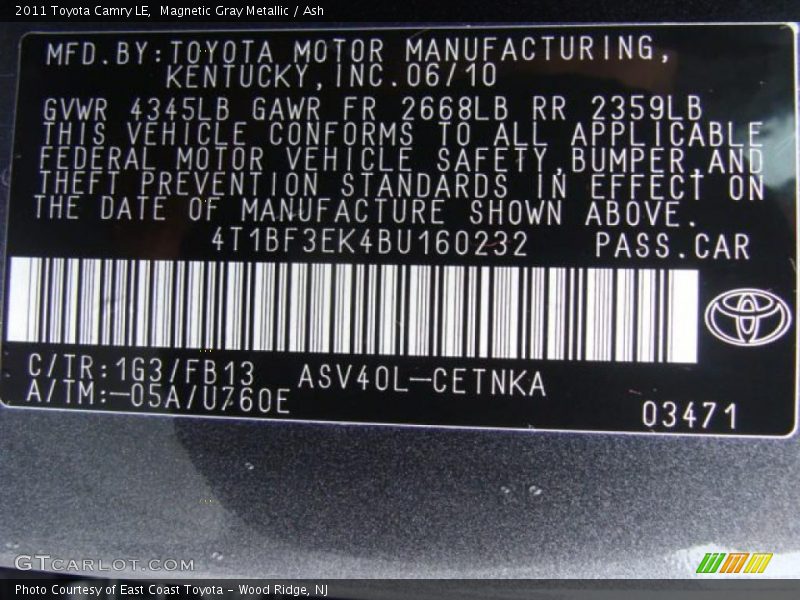 2011 Toyota Camry LE,  Magnetic Gray Metallic / Ash
MFD.BY:TOYOTA MOTOR MANUFACTURING,
KENTUCKY,INC.06/10
GVWR 4345LB GAWR FR 2668LB RR 2359LB
THIS VEHICLE CONFORMS TO ALL APPLICABLE
FEDERAL MOTOR VEHICLE SAFETY,BUMPER,AND
THEFT PREVENTION STANDARDS IN EFFECT ON
THE DATE OF MANUFACTURE SHOWN ABOVE.
4T1BF3EK4BU160232 PASS.CAR
C/TR:1G3/FB13 ASV40L-CETNKA
A/TM:-05A/U760E
03471
GTCARLOT.COM
Photo Courtesy of East Coast Toyota - Wood Ridge, NJ